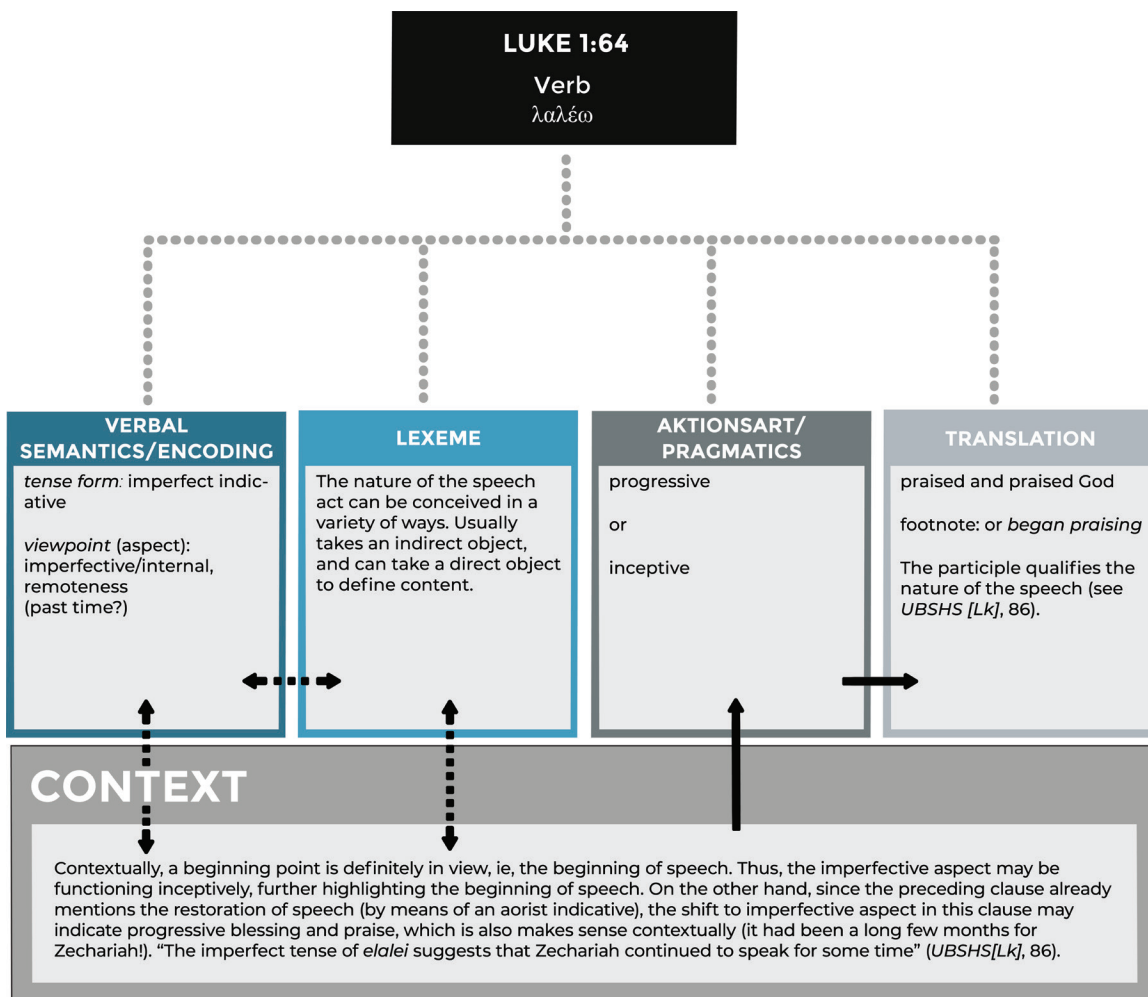 LUKE 1:64
Verb
λαλέω
VERBAL
SEMANTICS/ENCODING
tense form: imperfect indic-
ative
viewpoint (aspect):
imperfective/internal,
remoteness
(past time?)
LEXEME
The nature of the speech
act can be conceived in a
variety of ways. Usually
takes an indirect object,
and can take a direct object
to define content.
AKTIONSART/
PRAGMATICS
progressive
or
inceptive
TRANSLATION
praised and praised God
footnote: or began praising
The participle qualifies the
nature of the speech (see
UBSHS [Lk], 86).
CONTEXT
Contextually, a beginning point is definitely in view, ie, the beginning of speech. Thus, the imperfective aspect may be
functioning inceptively, further highlighting the beginning of speech. On the other hand, since the preceding clause already
mentions the restoration of speech (by means of an aorist indicative), the shift to imperfective aspect in this clause may
indicate progressive blessing and praise, which is also makes sense contextually (it had been a long few months for
Zechariah!). “The imperfect tense of elalei suggests that Zechariah continued to speak for some time” (UBSHS[Lk], 86).